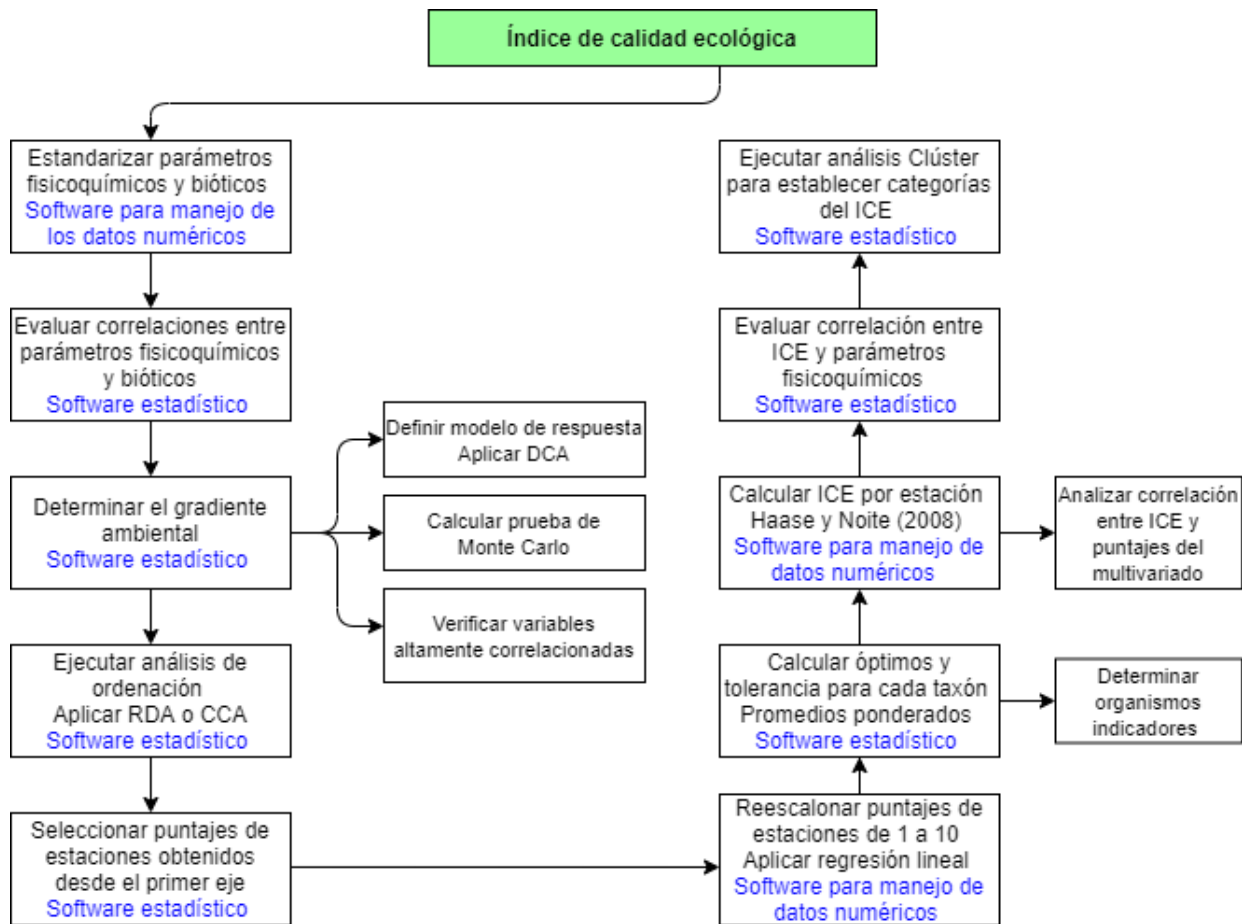 Índice de calidad ecológica
Estandarizar parámetros
fisicoquímicos y bióticos
Software para manejo de
los datos numéricos
Evaluar correlaciones entre
parámetros fisicoquímicos
y bióticos
Software estadístico
Determinar el gradiente
ambiental
Software estadístico
Definir modelo de respuesta
Aplicar DCA
Calcular prueba de
Monte Carlo
Verificar variables
altamente correlacionadas
Ejecutar análisis de
ordenación
Aplicar RDA o CCA
Software estadístico
Seleccionar puntajes de
estaciones obtenidos
desde el primer eje
Software estadístico
Reescalonar puntajes de
estaciones de 1 a 10
Aplicar regresión lineal
Software para manejo de
datos numéricos
Calcular óptimos y
tolerancia para cada taxón
Promedios ponderados
Software estadístico
Determinar
organismos
indicadores
Calcular ICE por estación
Haase y Noite (2008)
Software para manejo de
datos numéricos
Analizar correlación
entre ICE y
puntajes del
multivariado
Evaluar correlación entre
ICE y parámetros
fisicoquímicos
Software estadístico
Ejecutar análisis Clúster
para establecer categorías
del ICE
Software estadístico